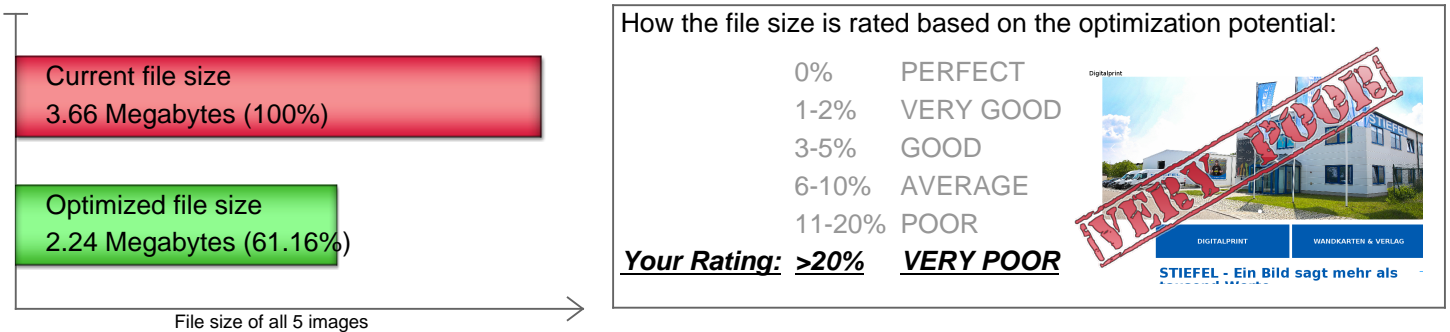 Current file size
3.66 Megabytes (100%)
Optimized file size
2.24 Megabytes (61.16%)
File size of all 5 images
How the file size is rated based on the optimization potential:
0% PERFECT
1-2% VERY GOOD
3-5% GOOD
6-10% AVERAGE
11-20% POOR
Your Rating: >20% VERY POOR
Digitalprint
STIEFEL
STIEFEL
VERY POOR!
DIGITALPRINT WANDKARTEN & VERLAG
STIEFEL - Ein Bild sagt mehr als
tausend Worte